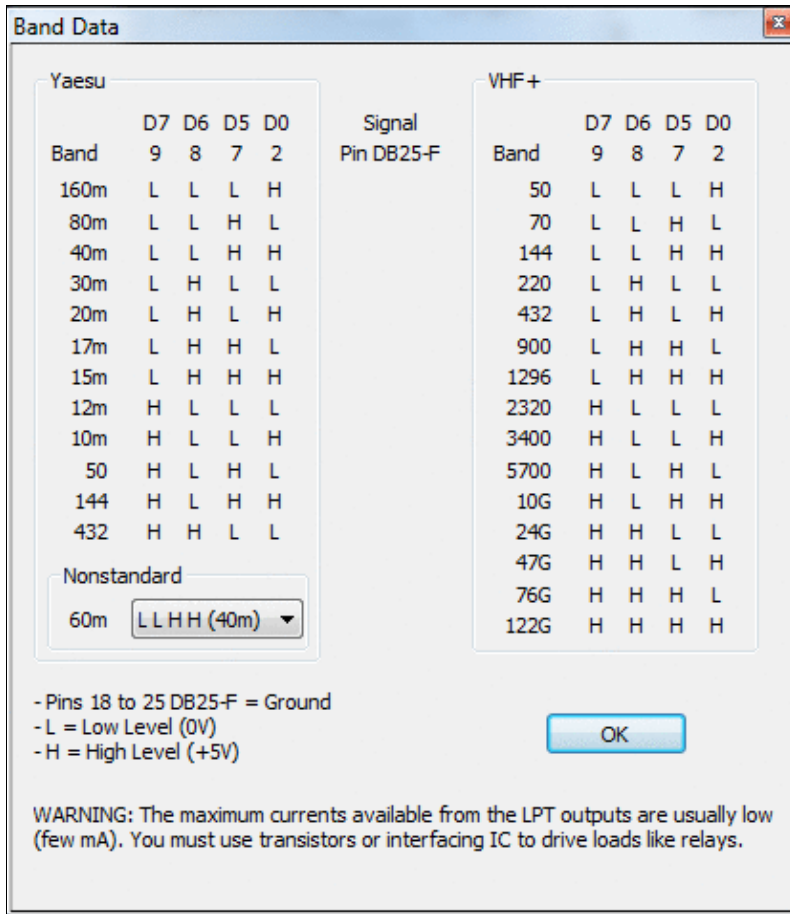 Band Data
Yaesu
D7 D6 D5 D0
Band 9 8 7 2
160m L L L H
80m L L H L
40m L L H H
30m L H L L
20m L H L H
17m L H H L
15m L H H H
12m H L L L
10m H L L H
50 H L H L
144 H L H H
432 H H L L
Nonstandard
60m L L H H (40m)
Signal
Pin DB25-F
VHF+
D7 D6 D5 D0
Band 9 8 7 2
50 L L L H
70 L L H L
144 L L H H
220 L H L L
432 L H L H
900 L H H L
1296 L H H H
2320 H L L L
3400 H L L H
5700 H L H L
10G H L H H
24G H H L L
47G H H L H
76G H H H L
122G H H H H
- Pins 18 to 25 DB25-F = Ground
- L = Low Level (0V)
- H = High Level (+5V)
OK
WARNING: The maximum currents available from the LPT outputs are usually low
(few mA). You must use transistors or interfacing IC to drive loads like relays.